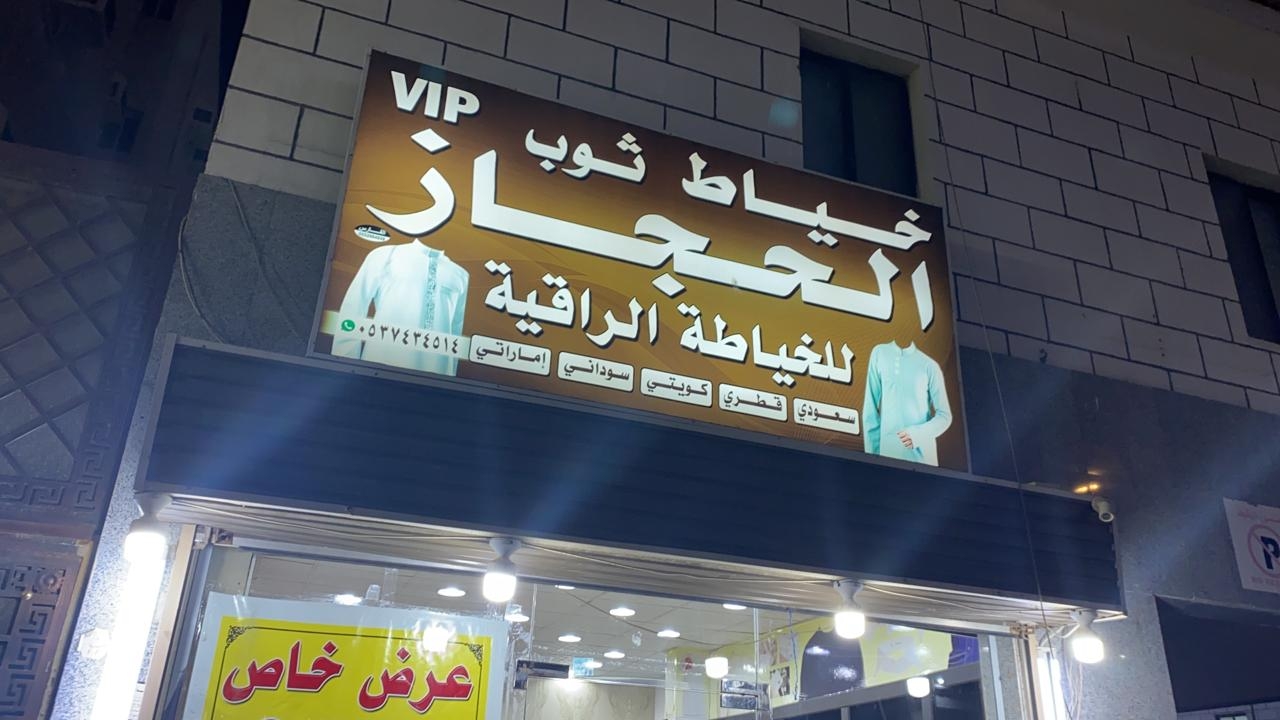 VIP
خياط ثوب
الحجاز
للخياطة الراقية
سعودي
قطري
كويتي
سوداني
إماراتي
٠٥٣٧٤٣٤٥١٤
عرض خاص